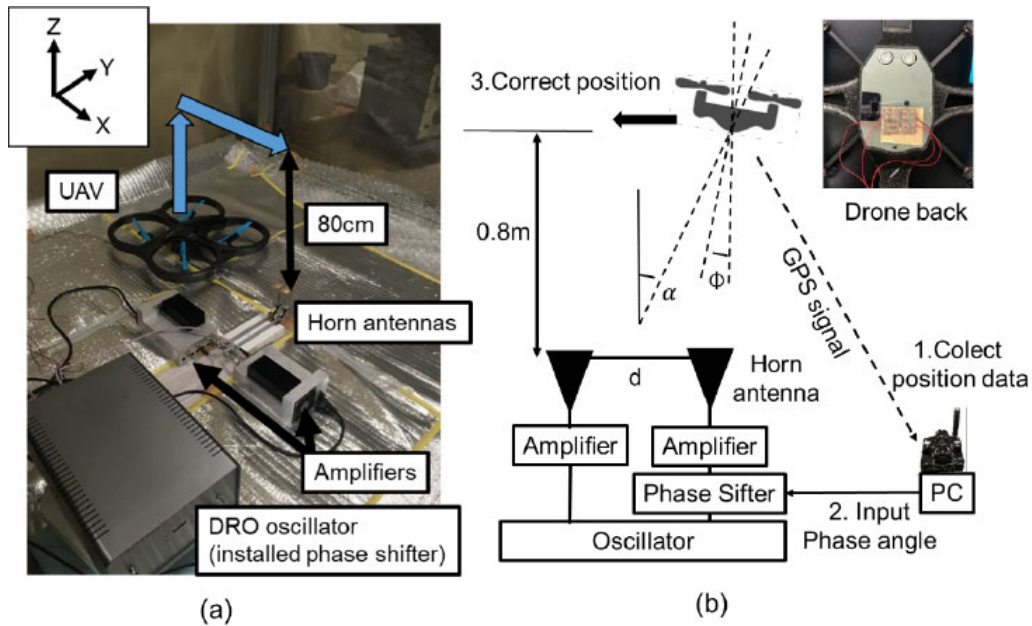 Z
Y
X
UAV
80cm
Horn antennas
Amplifiers
DRO oscillator
(installed phase shifter)
(a)
3.Correct position
Drone back
0.8m
α
Φ
GPS signal
1.Colect
position data
d
Horn
antenna
Amplifier
Amplifier
Phase Sifter
PC
2. Input
Phase angle
Oscillator
(b)